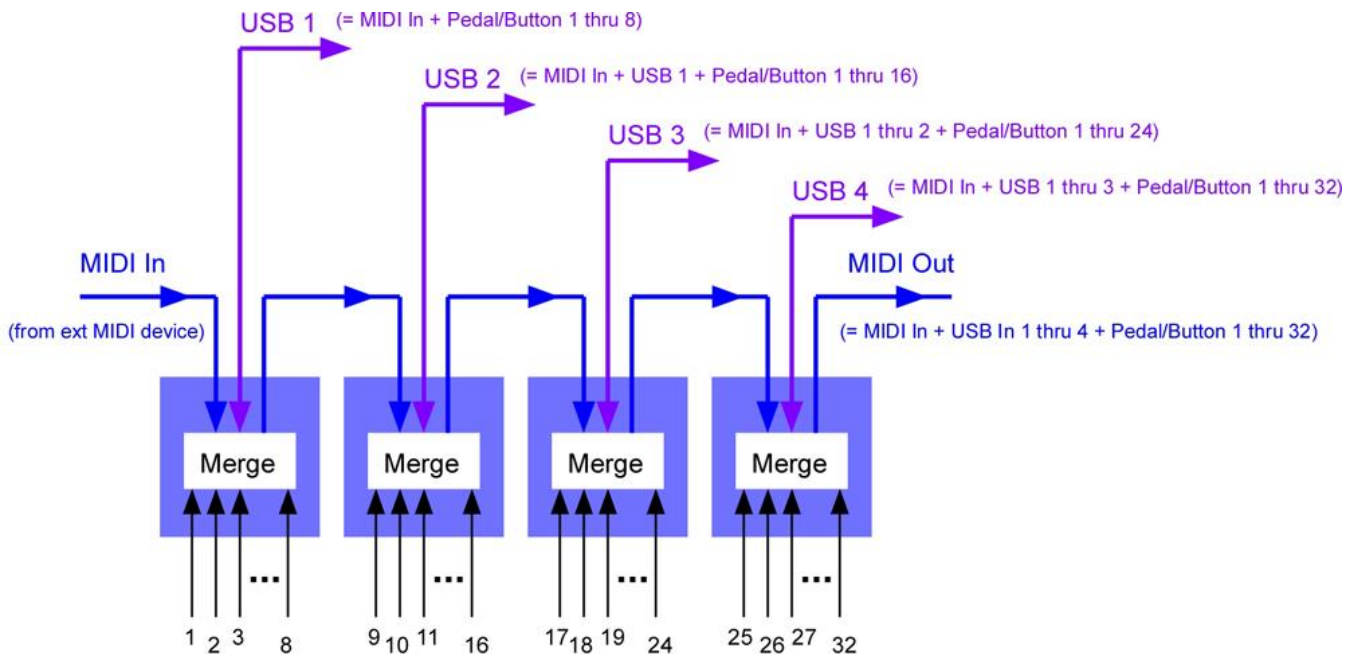 USB 1 (= MIDI In + Pedal/Button 1 thru 8)
USB 2 (= MIDI In + USB 1 + Pedal/Button 1 thru 16)
USB 3 (= MIDI In + USB 1 thru 2 + Pedal/Button 1 thru 24)
USB 4 (= MIDI In + USB 1 thru 3 + Pedal/Button 1 thru 32)
MIDI In
(from ext MIDI device)
MIDI Out
(= MIDI In + USB In 1 thru 4 + Pedal/Button 1 thru 32)
Merge
Merge
Merge
Merge
1 2 3 ... 8
9 10 11 ... 16
17 18 19 ... 24
25 26 27 ... 32